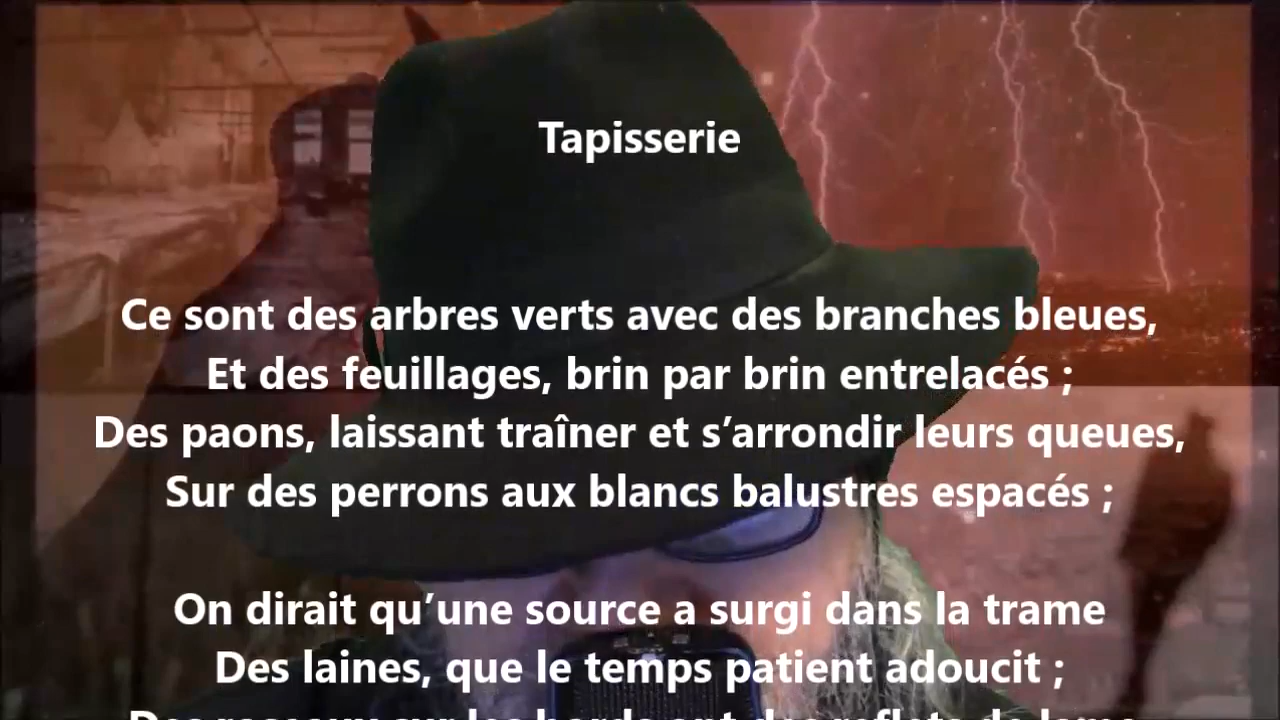 Tapisserie
Ce sont des arbres verts avec des branches bleues,
Et des feuillages, brin par brin entrelacés ;
Des paons, laissant traîner et s’arrondir leurs queues,
Sur des perrons aux blancs balustres espacés ;
On dirait qu’une source a surgi dans la trame
Des laines, que le temps patient adoucit ;